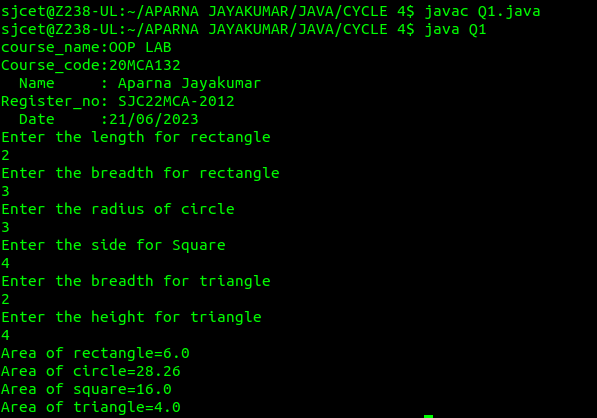 sjcet@Z238-UL:~/APARNA JAYAKUMAR/JAVA/CYCLE 4$ javac Q1.java
sjcet@Z238-UL:~/APARNA JAYAKUMAR/JAVA/CYCLE 4$ java Q1
course_name:OOP LAB
Course_code:20MCA132
  Name     : Aparna Jayakumar
Register_no: SJC22MCA-2012
  Date     :21/06/2023
Enter the length for rectangle
2
Enter the breadth for rectangle
3
Enter the radius of circle
3
Enter the side for Square
4
Enter the breadth for triangle
2
Enter the height for triangle
4
Area of rectangle=6.0
Area of circle=28.26
Area of square=16.0
Area of triangle=4.0